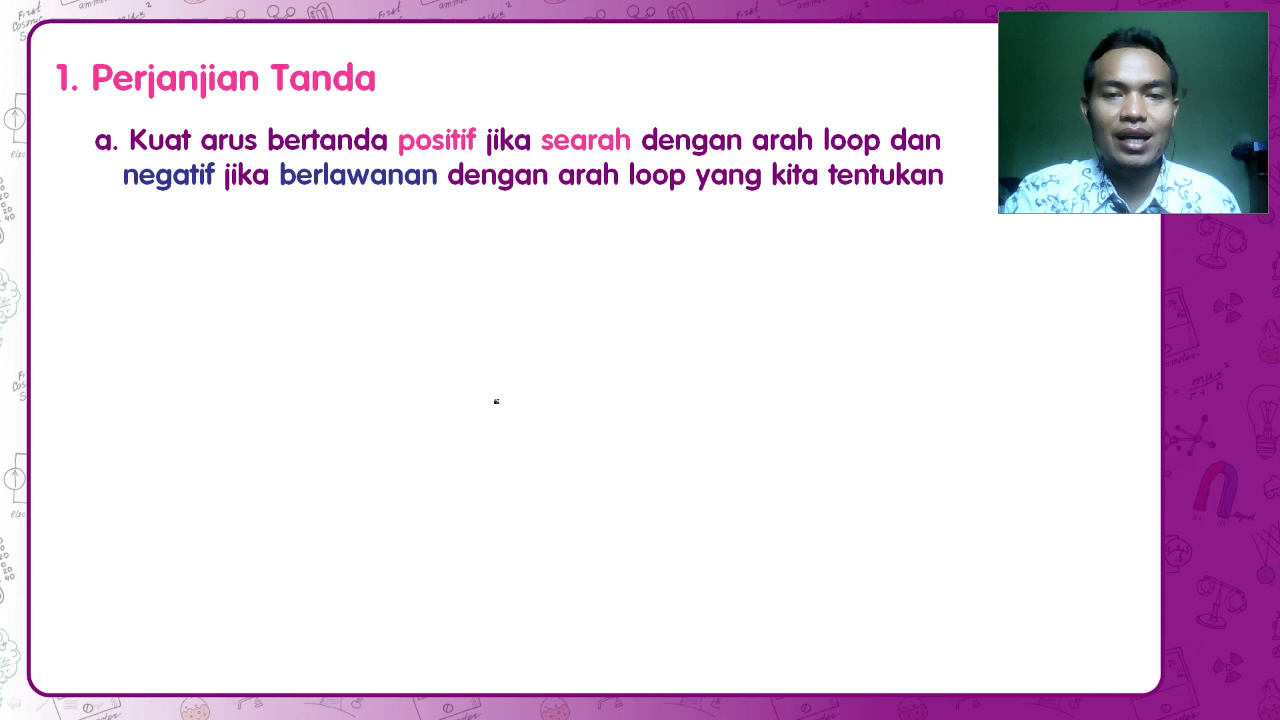 1. Perjanjian Tanda
a. Kuat arus bertanda positif jika searah dengan arah loop dan
negatif jika berlawanan dengan arah loop yang kita tentukan